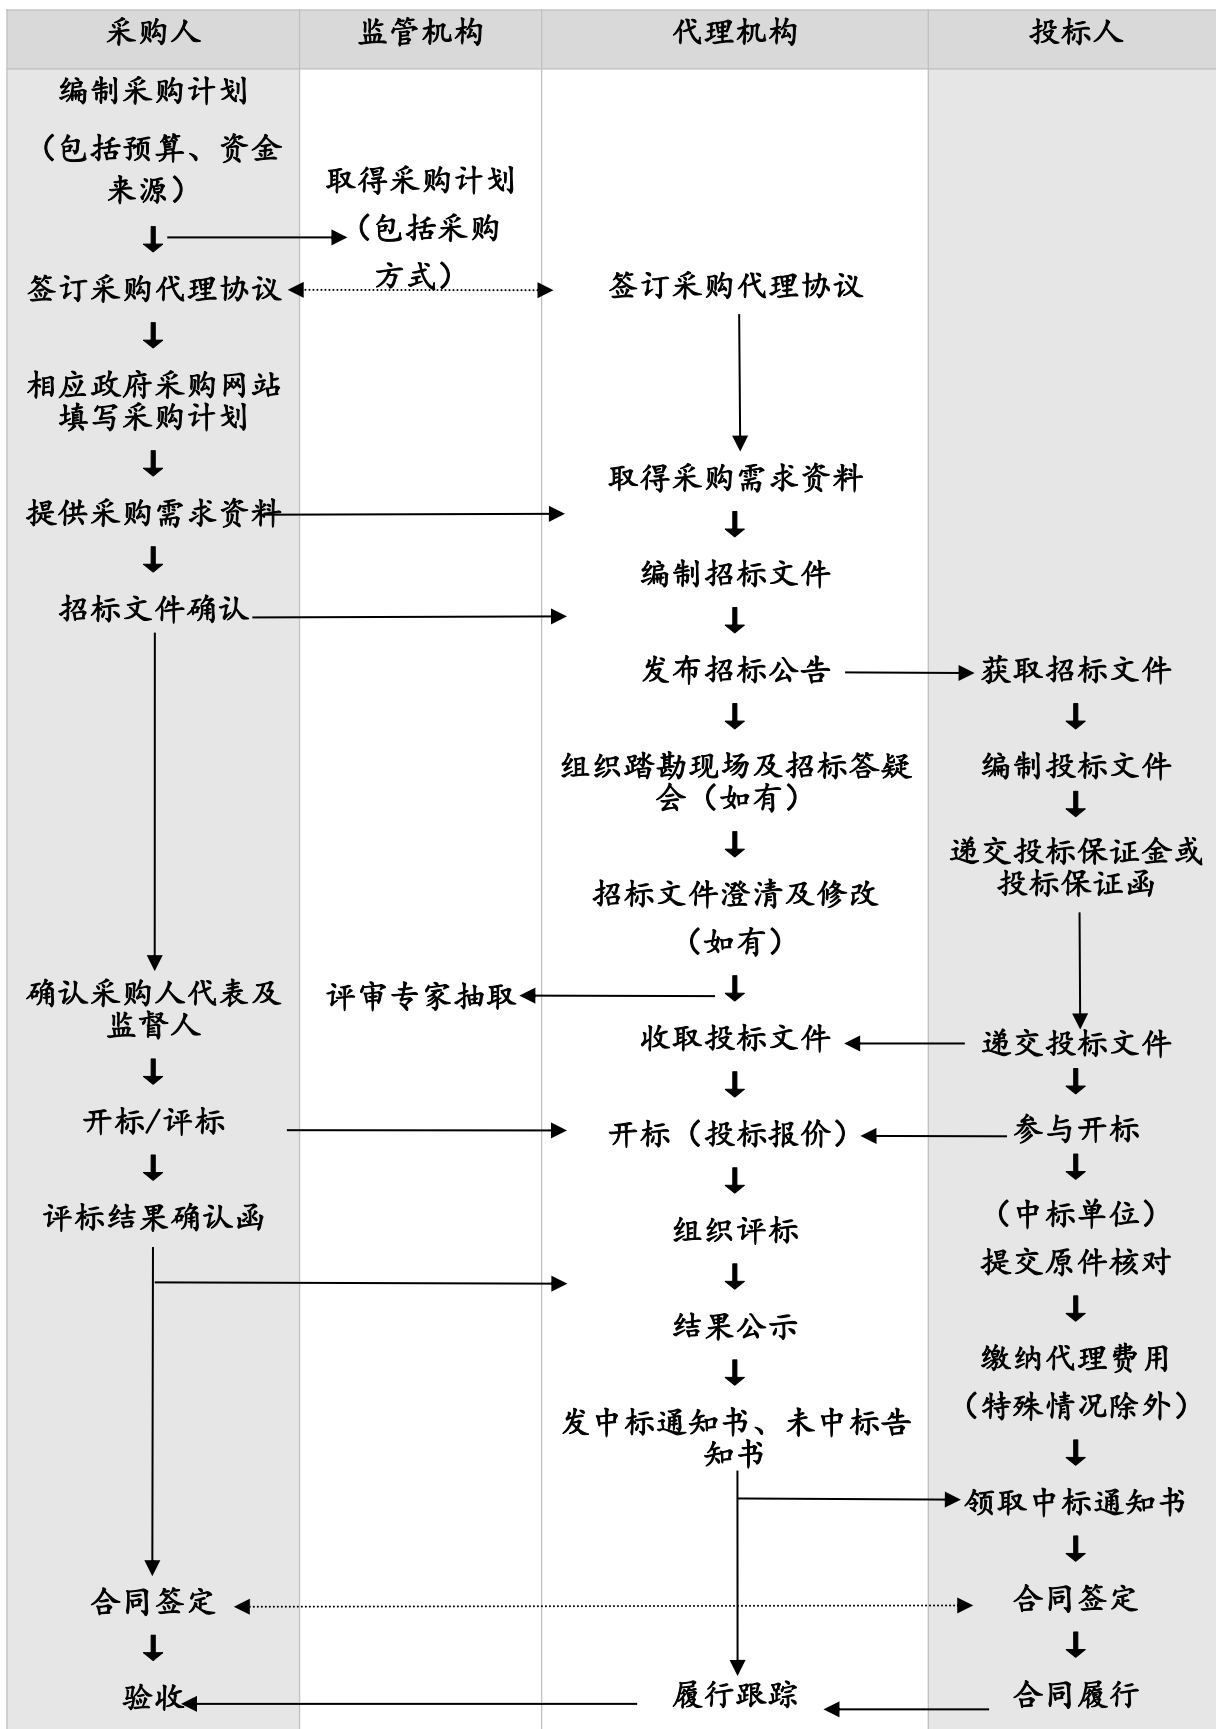 采购人
监管机构
代理机构
投标人
编制采购计划
（包括预算、资金
来源）
签订采购代理协议
相应政府采购网站
填写采购计划
提供采购需求资料
招标文件确认
确认采购人代表及
监督人
开标/评标
评标结果确认函
合同签定
验收
取得采购计划
（包括采购
方式）
评审专家抽取
签订采购代理协议
取得采购需求资料
编制招标文件
发布招标公告
组织踏勘现场及招标答疑
会（如有）
招标文件澄清及修改
（如有）
收取投标文件
开标（投标报价）
组织评标
结果公示
发中标通知书、未中标告
知书
履行跟踪
获取招标文件
编制投标文件
递交投标保证金或
投标保证函
递交投标文件
参与开标
（中标单位）
提交原件核对
缴纳代理费用
（特殊情况除外）
领取中标通知书
合同签定
合同履行